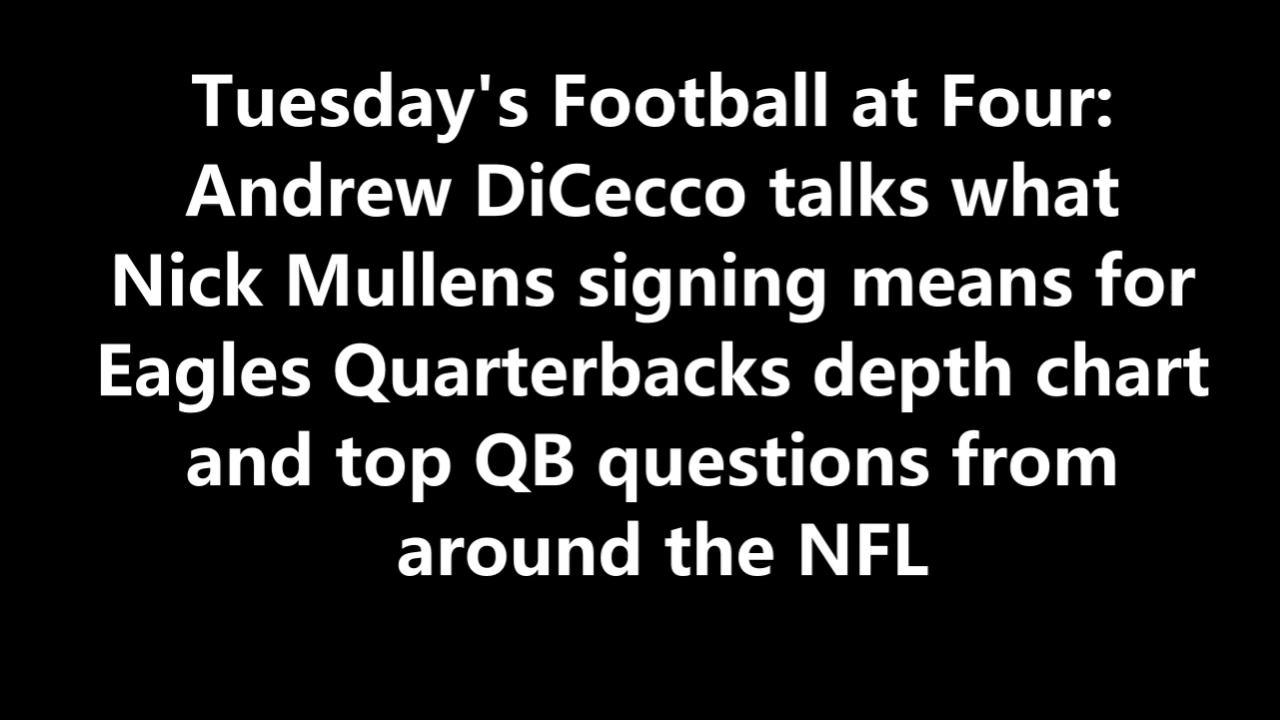 Tuesday's Football at Four:
Andrew DiCecco talks what
Nick Mullens signing means for
Eagles Quarterbacks depth chart
and top QB questions from
around the NFL